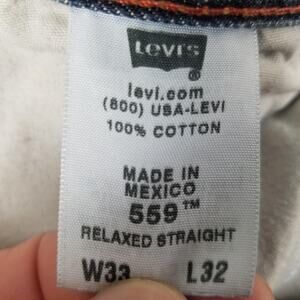 Levi's
®
levi.com
(800) USA-LEVI
100% COTTON
MADE IN
MEXICO
559™
RELAXED STRAIGHT
W33 L32